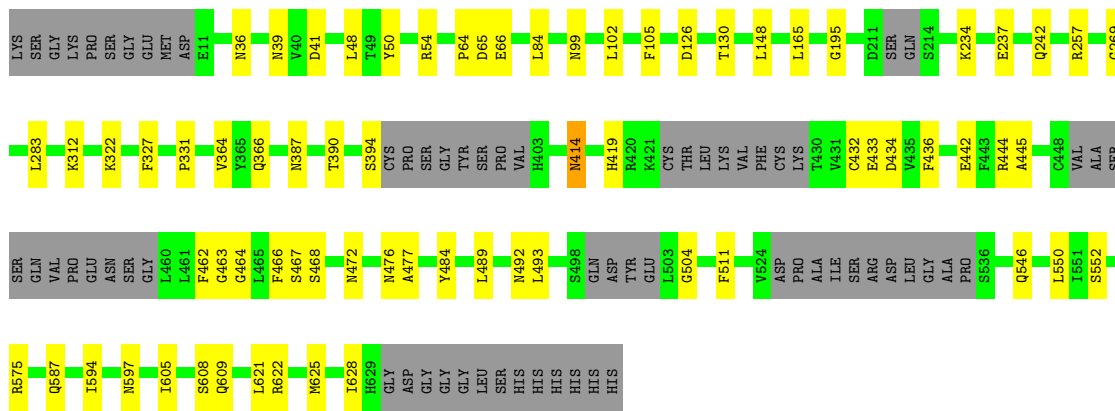 LYS SER GLY LYS PRO SER GLY GLU MET ASP E11 N36 N39 V40 D41 L48 T49 Y50 R54 P64 D65 E66 L84 N99 L102 F105 D126 T130 L148 L165 G195 D211 SER GLN S214 K234 E237 Q242 R257
L283 K312 K322 F327 P331 V364 Y365 Q366 N387 T390 S394 CYS PRO SER GLY TYR SER PRO VAL H403 N414 H419 R420 K421 CYS THR LEU LYS VAL PHE CYS LYS T430 V431 C432 E433 D434 V435 F436 E442 F443 R444 A445 C448 VAL ALA SER
SER GLN VAL PRO GLU ASN SER GLY L460 L461 F462 G463 G464 L465 F466 S467 S468 N472 N476 A477 Y484 L489 N492 L493 S498 GLN ASP TYR GLU L503 G504 F511 V524 ASP PRO ALA ILE SER ARG ASP LEU GLY ALA PRO S536 Q546 L550 I551 S552
R575 Q587 I594 N597 I605 S608 Q609 L621 R622 M625 I628 H629 GLY ASP GLY GLY GLY LEU SER HIS HIS HIS HIS HIS HIS